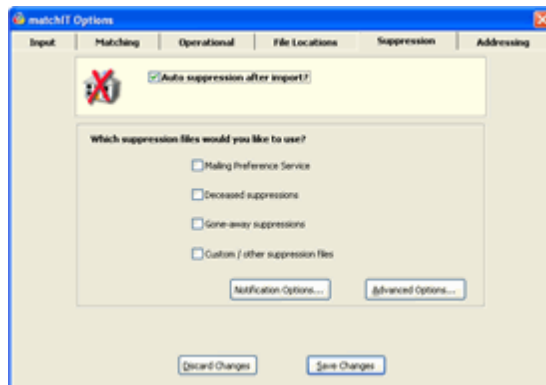 matchIT Options
Input Matching Operational File Locations Suppression Addressing
Auto suppression after import?
Which suppression files would you like to use?
Mailing Preference Service
Deceased suppressions
Gone-away suppressions
Custom / other suppression files
Notification Options... Advanced Options...
Discard Changes Save Changes